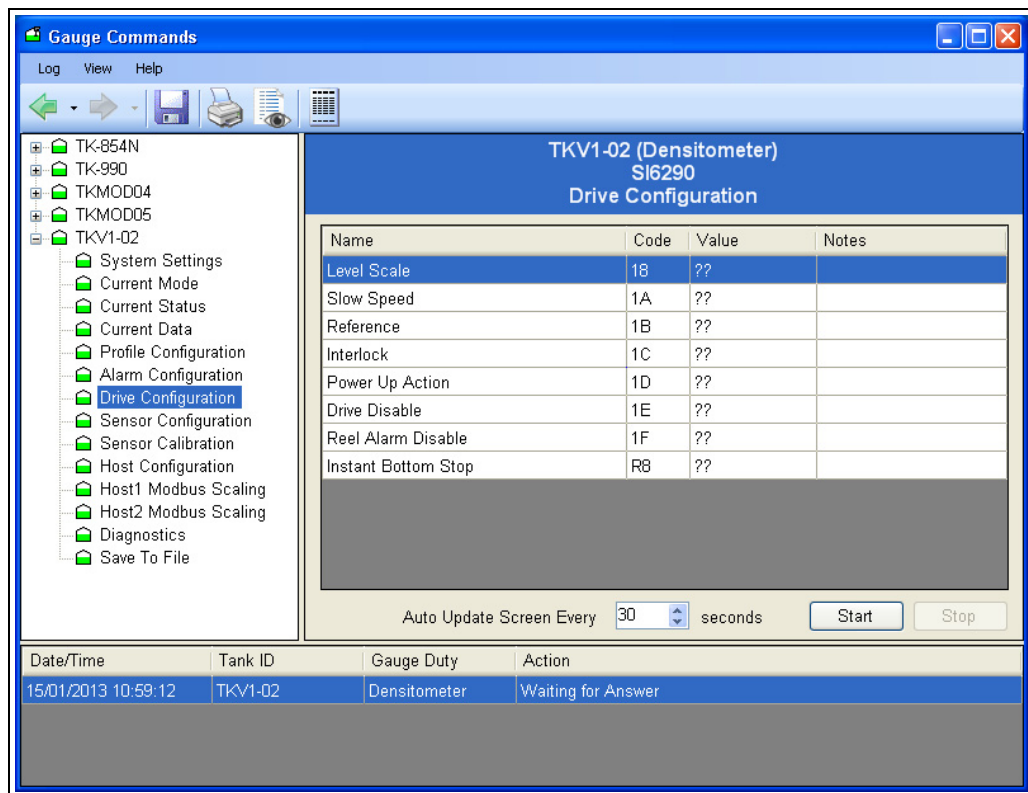 Gauge Commands
Log View Help
TK-854N
TK-990
TKMOD04
TKMOD05
TKV1-02
System Settings
Current Mode
Current Status
Current Data
Profile Configuration
Alarm Configuration
Drive Configuration
Sensor Configuration
Sensor Calibration
Host Configuration
Host1 Modbus Scaling
Host2 Modbus Scaling
Diagnostics
Save To File
TKV1-02 (Densitometer)
SI6290
Drive Configuration
Name Code Value Notes
Level Scale 18 ??
Slow Speed 1A ??
Reference 1B ??
Interlock 1C ??
Power Up Action 1D ??
Drive Disable 1E ??
Reel Alarm Disable 1F ??
Instant Bottom Stop R8 ??
Auto Update Screen Every 30 seconds Start Stop
Date/Time Tank ID Gauge Duty Action
15/01/2013 10:59:12 TKV1-02 Densitometer Waiting for Answer